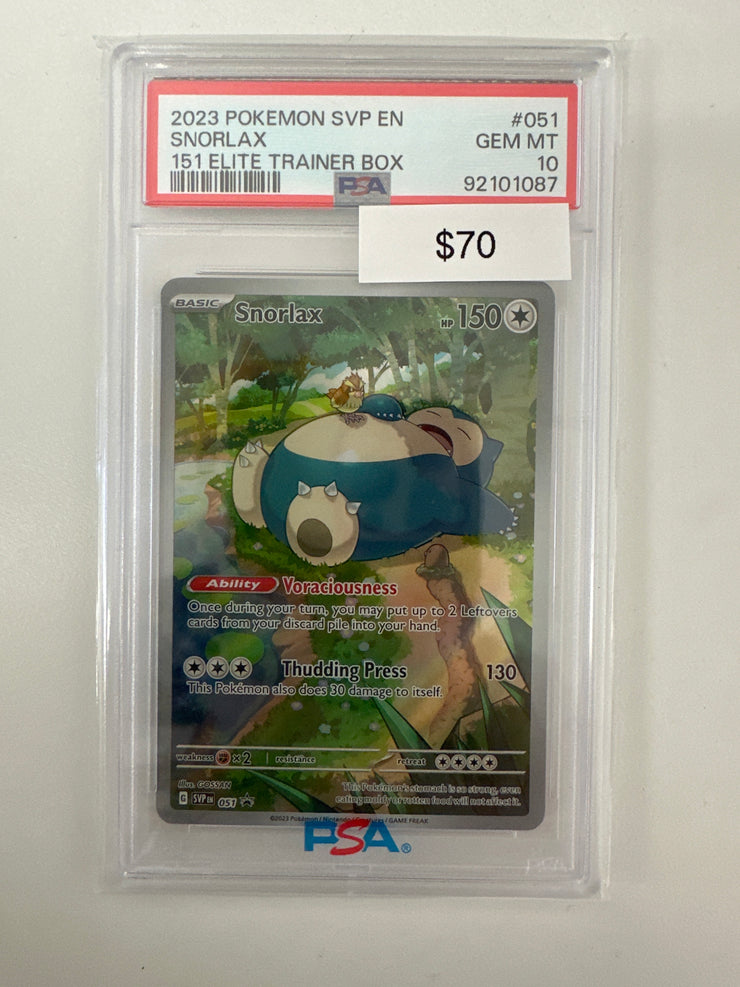 2023 POKEMON SVP EN #051
SNORLAX GEM MT
151 ELITE TRAINER BOX 10
PSA 92101087
$70
BASIC Snorlax HP 150
Ability Voraciousness
Once during your turn, you may put up to 2 Leftovers
cards from your discard pile into your hand.
Thudding Press 130
This Pokémon also does 30 damage to itself.
weakness ×2 resistance retreat
Illus. GOSSAN
This Pokémon's stomach is so strong, even
eating moldy or rotten food will not affect it.
G SVP EN 051
©2023 Pokémon / Nintendo / Creatures / GAME FREAK
PSA®